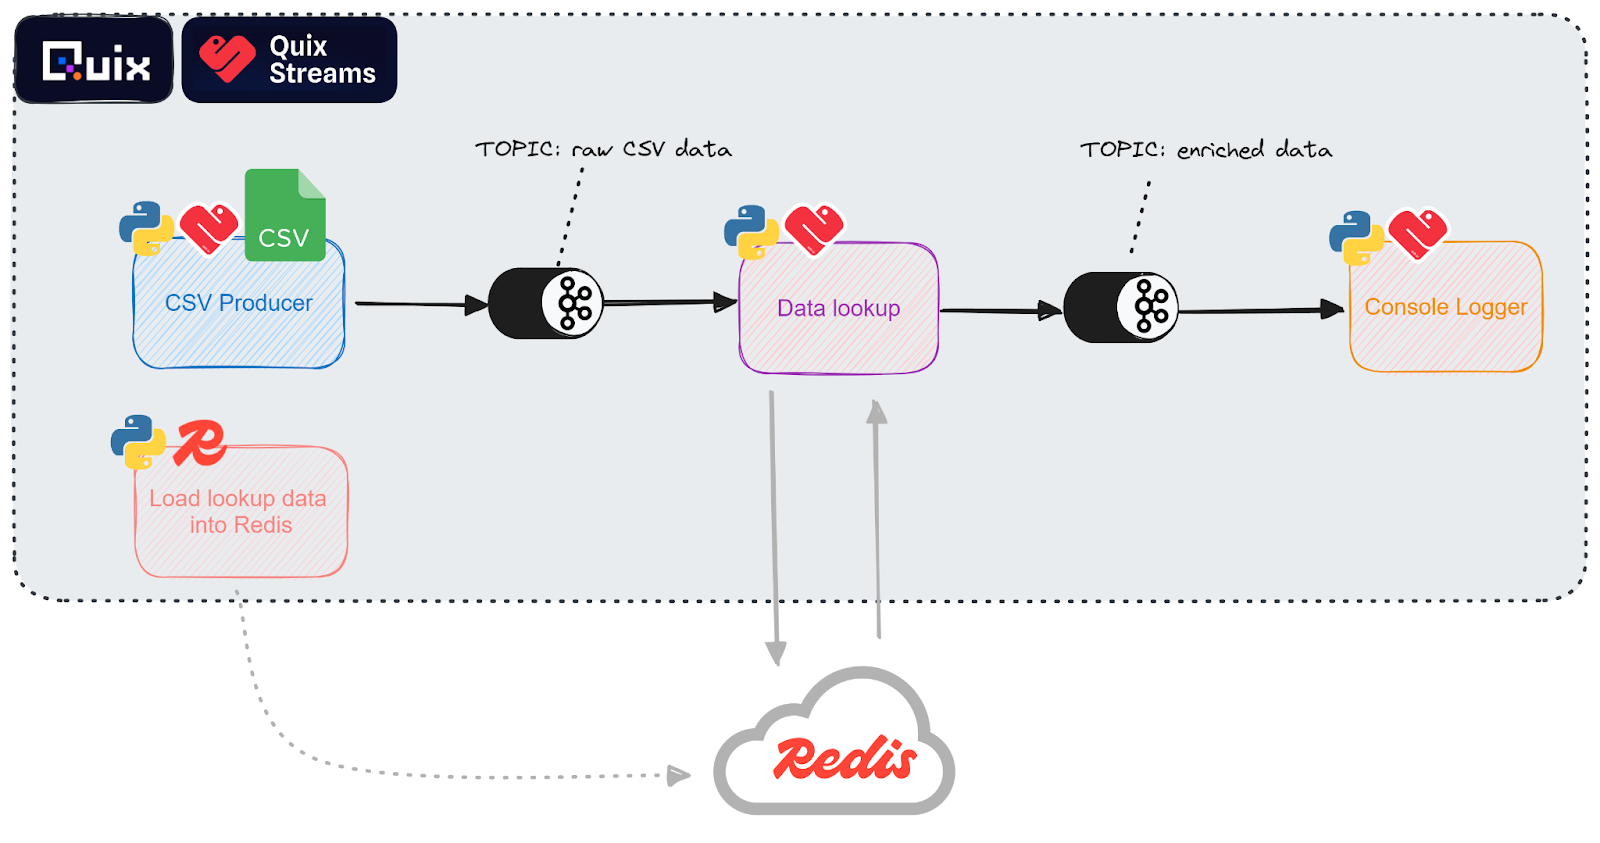 Quix
Quix
Streams
TOPIC: raw CSV data
TOPIC: enriched data
CSV
CSV Producer
Data lookup
Console Logger
R
Load lookup data
into Redis
Redis